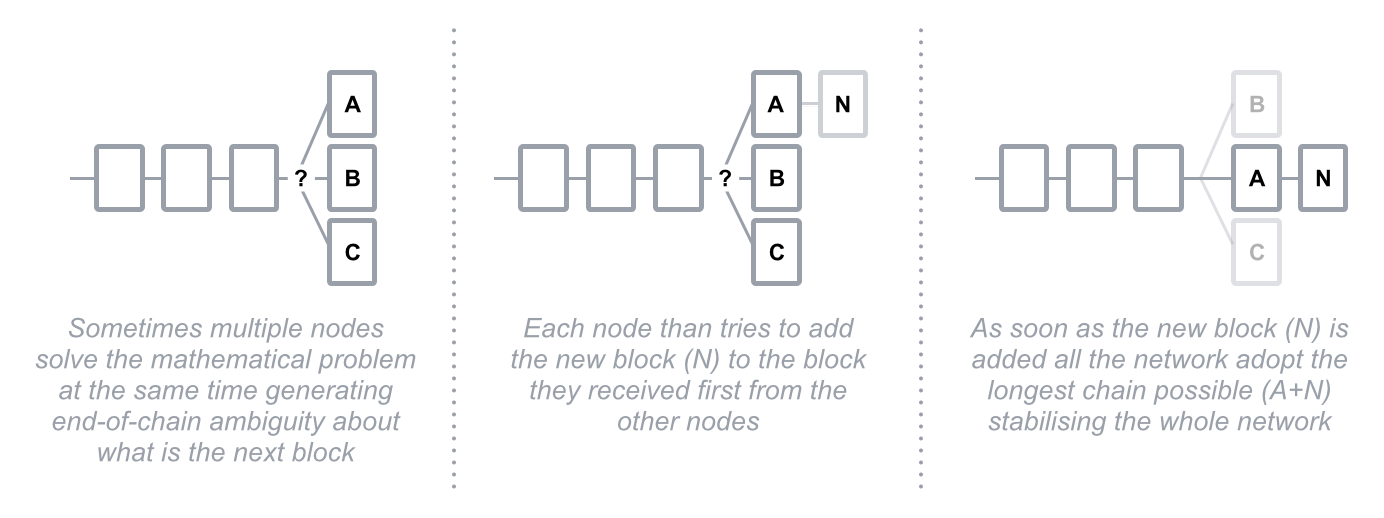 A
? B
C
Sometimes multiple nodes
solve the mathematical problem
at the same time generating
end-of-chain ambiguity about
what is the next block
A N
? B
C
Each node than tries to add
the new block (N) to the block
they received first from the
other nodes
B
A N
C
As soon as the new block (N) is
added all the network adopt the
longest chain possible (A+N)
stabilising the whole network